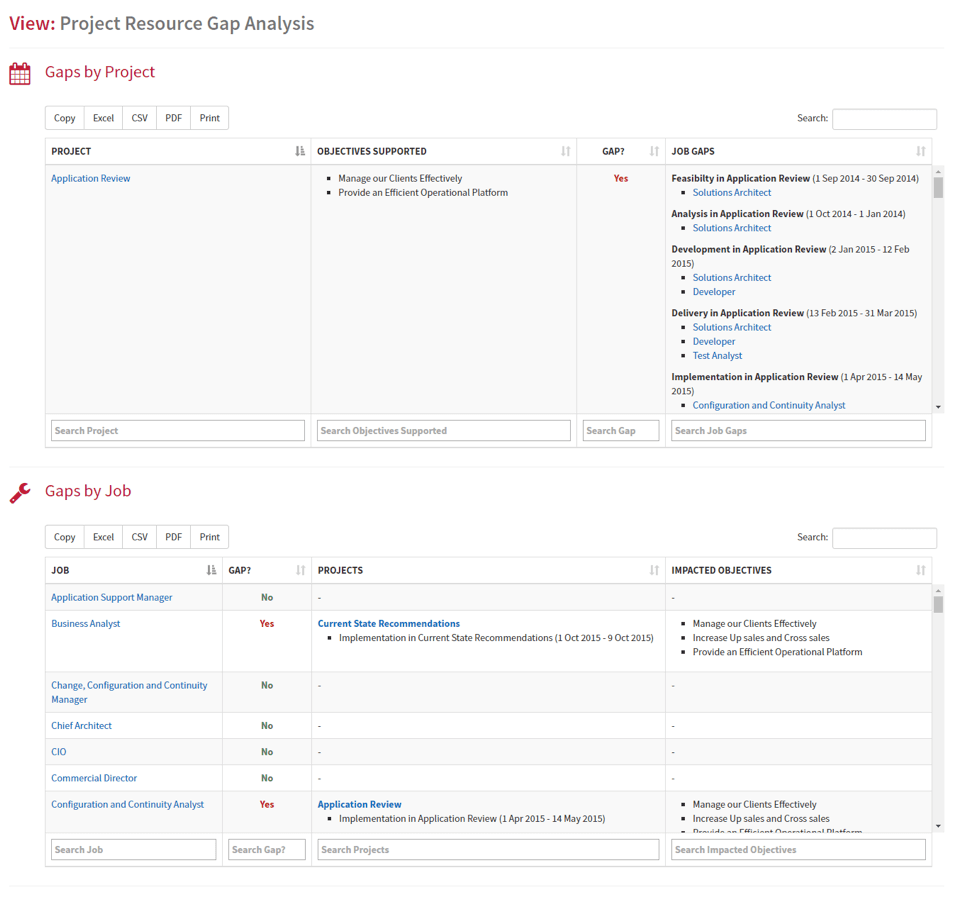 View: Project Resource Gap Analysis
Gaps by Project
Copy Excel CSV PDF Print Search:
PROJECT OBJECTIVES SUPPORTED GAP? JOB GAPS
Application Review
Manage our Clients Effectively
Provide an Efficient Operational Platform
Yes
Feasibilty in Application Review (1 Sep 2014 - 30 Sep 2014)
Solutions Architect
Analysis in Application Review (1 Oct 2014 - 1 Jan 2014)
Solutions Architect
Development in Application Review (2 Jan 2015 - 12 Feb
2015)
Solutions Architect
Developer
Delivery in Application Review (13 Feb 2015 - 31 Mar 2015)
Solutions Architect
Developer
Test Analyst
Implementation in Application Review (1 Apr 2015 - 14 May
2015)
Configuration and Continuity Analyst
Search Project Search Objectives Supported Search Gap Search Job Gaps
Gaps by Job
Copy Excel CSV PDF Print Search:
JOB GAP? PROJECTS IMPACTED OBJECTIVES
Application Support Manager No - -
Business Analyst Yes Current State Recommendations
Implementation in Current State Recommendations (1 Oct 2015 - 9 Oct 2015)
Manage our Clients Effectively
Increase Up sales and Cross sales
Provide an Efficient Operational Platform
Change, Configuration and Continuity
Manager
No - -
Chief Architect No - -
CIO No - -
Commercial Director No - -
Configuration and Continuity Analyst Yes Application Review
Implementation in Application Review (1 Apr 2015 - 14 May 2015)
Manage our Clients Effectively
Increase Up sales and Cross sales
Provide an Efficient Operational Platform
Search Job Search Gap? Search Projects Search Impacted Objectives